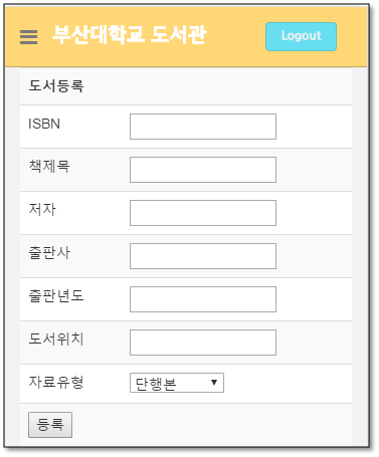 부산대학교 도서관 Logout
도서등록
ISBN
책제목
저자
출판사
출판년도
도서위치
자료유형 단행본
등록